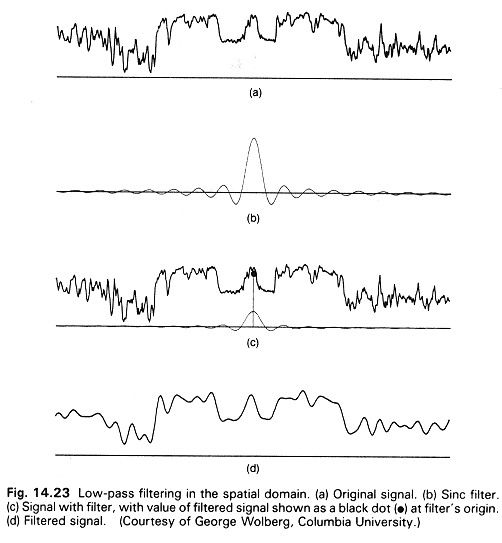 (a)
(b)
(c)
(d)
Fig. 14.23 Low-pass filtering in the spatial domain. (a) Original signal. (b) Sinc filter.
(c) Signal with filter, with value of filtered signal shown as a black dot (●) at filter's origin.
(d) Filtered signal. (Courtesy of George Wolberg, Columbia University.)